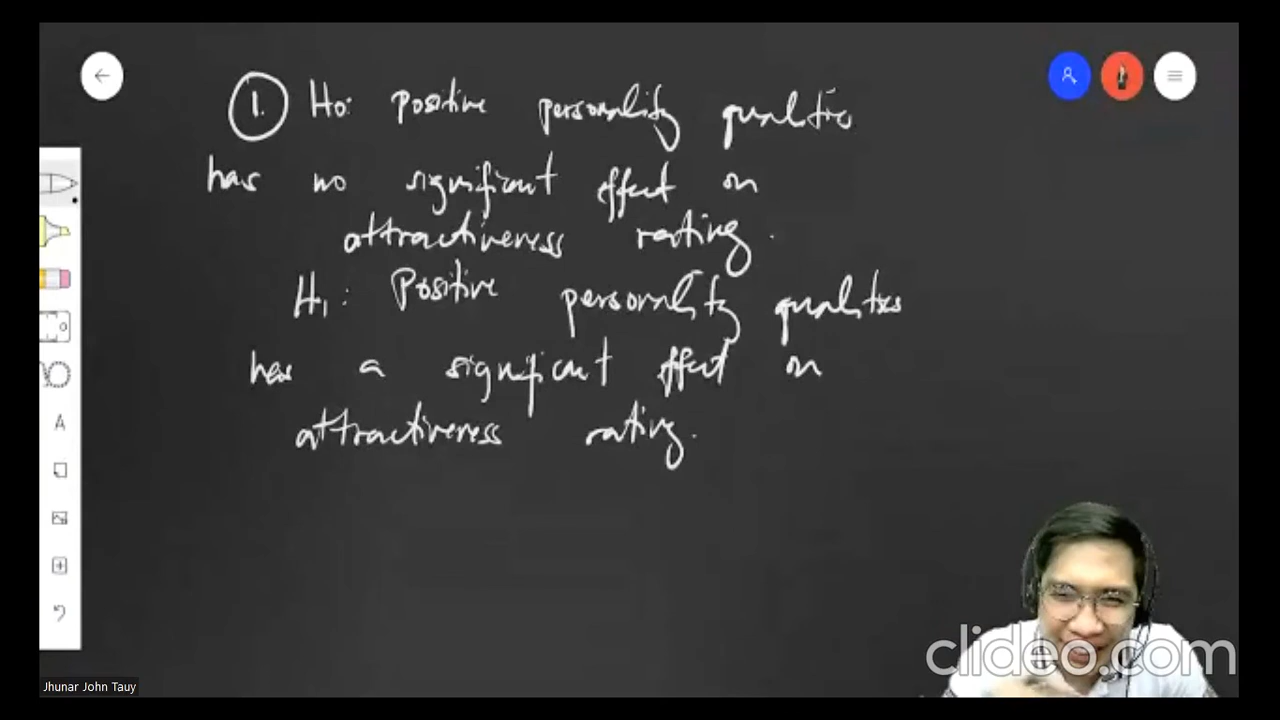 1. Ho: positive personality qualities
has no significant effect on
attractiveness rating.
H1: Positive personality qualities
has a significant effect on
attractiveness rating.
A
clideo.com
Jhunar John Tauy